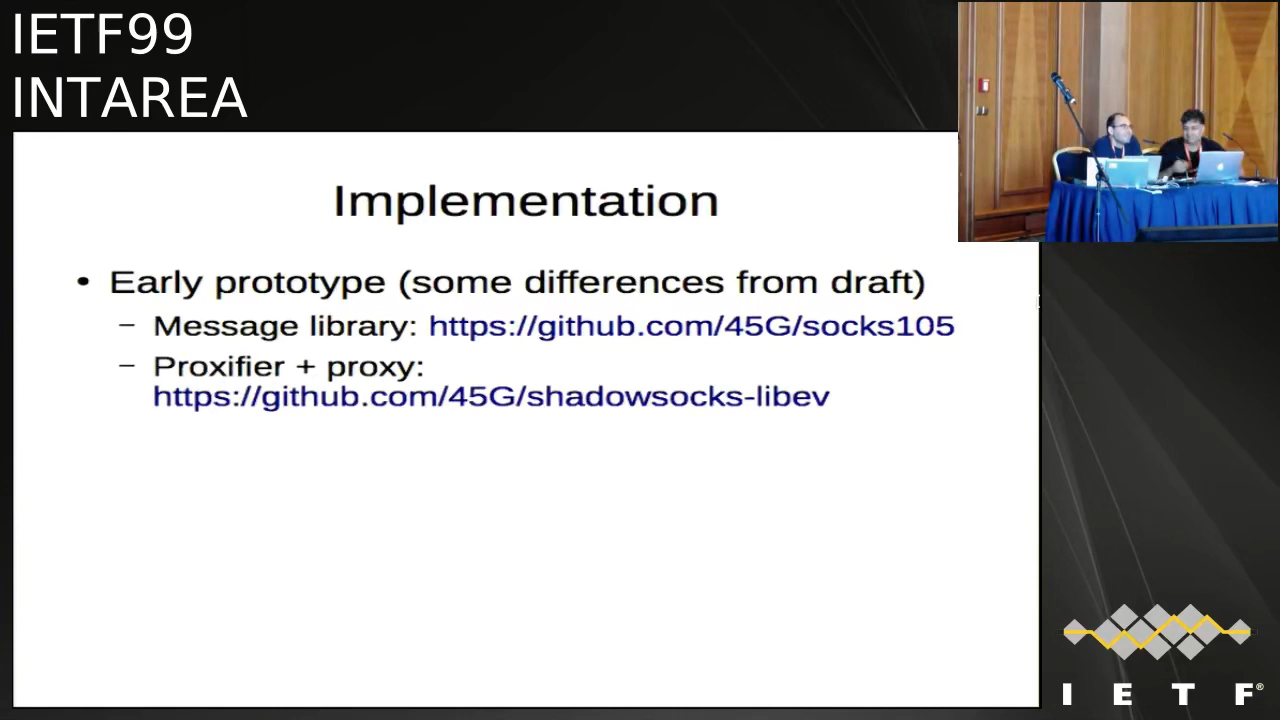 IETF99
INTAREA
Implementation
• Early prototype (some differences from draft)
– Message library: https://github.com/45G/socks105
– Proxifier + proxy:
https://github.com/45G/shadowsocks-libev
I E T F®